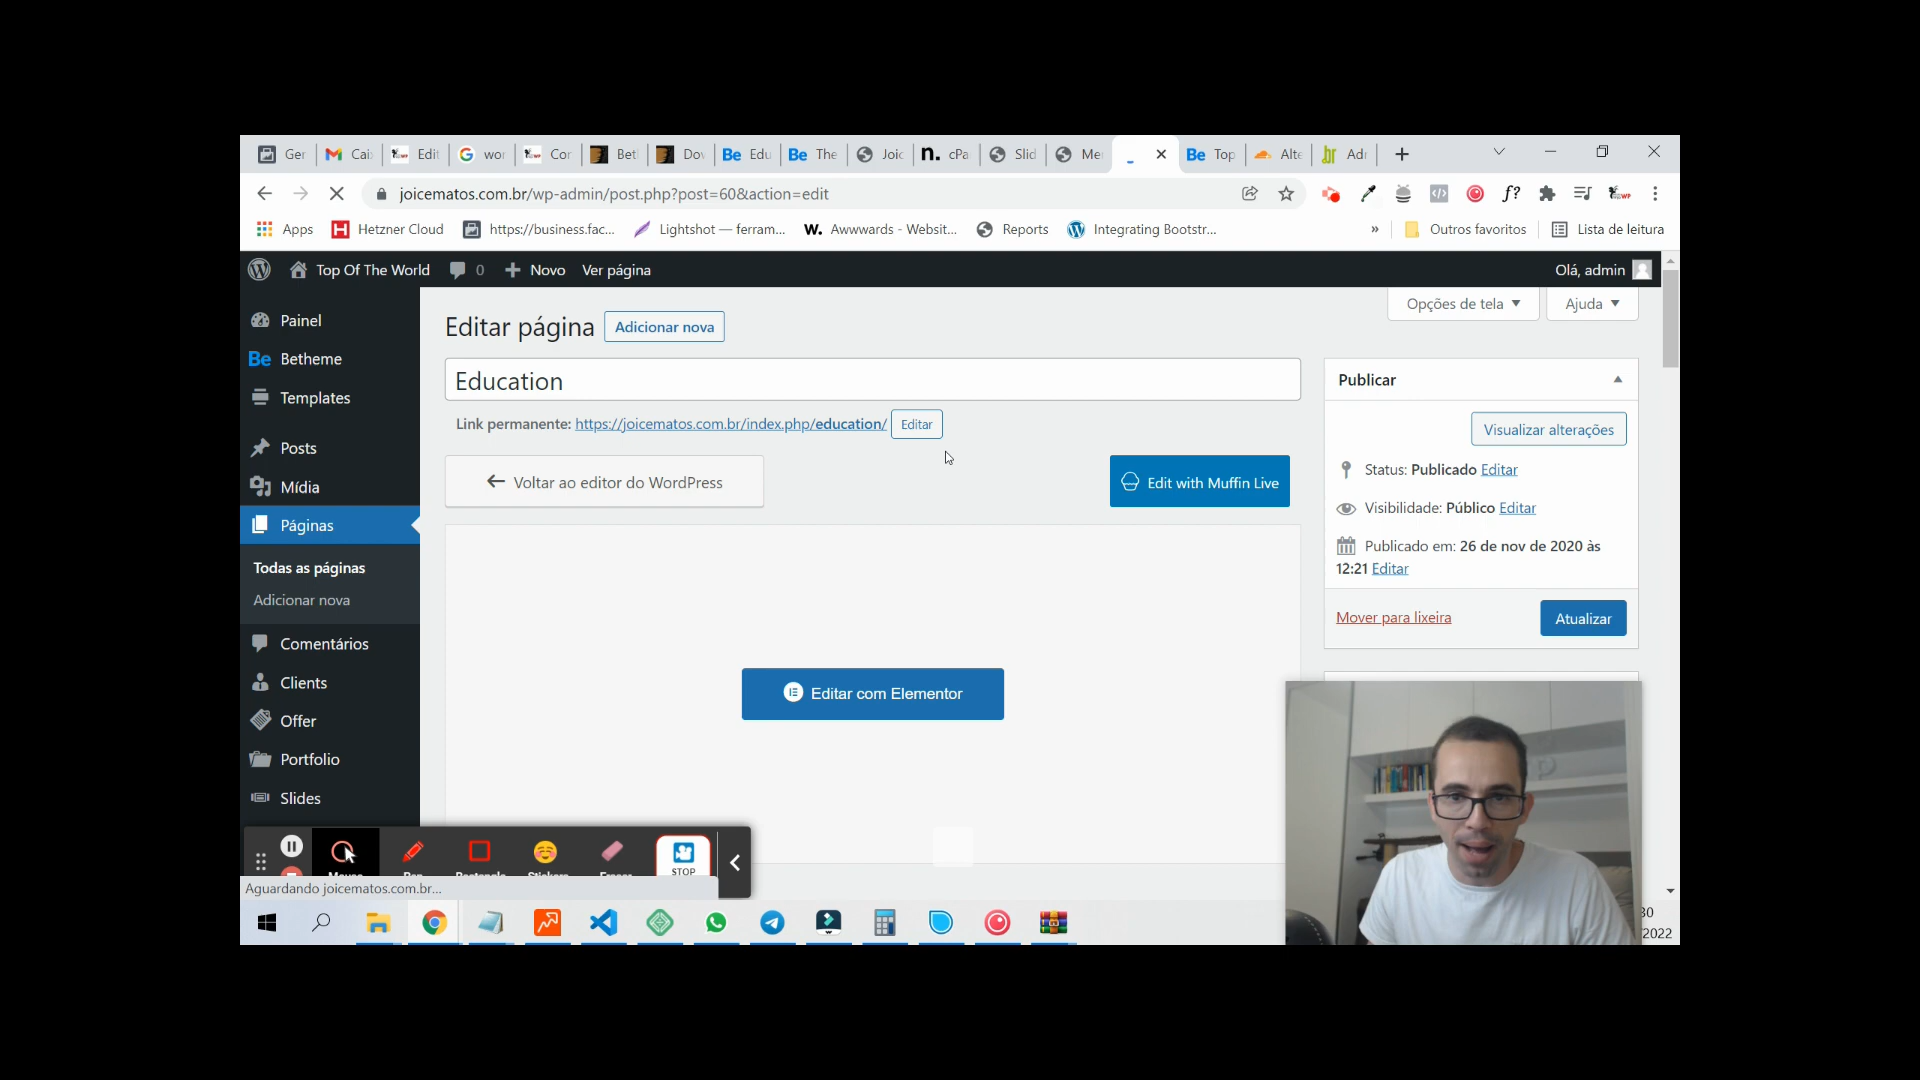 Ger Cai Edit wor Cor Bet Dov Be Edu Be The Joic n. cPa Slid Me Be Top Alte Adr
joicematos.com.br/wp-admin/post.php?post=60&action=edit f?
Apps Hetzner Cloud https://business.fac... Lightshot — ferram... W. Awwwards - Websit... Reports Integrating Bootstr... » Outros favoritos Lista de leitura
Top Of The World 0 Novo Ver página Olá, admin
Opções de tela Ajuda
Painel
Be Betheme
Templates
Posts
Mídia
Páginas
Todas as páginas
Adicionar nova
Comentários
Clients
Offer
Portfolio
Slides
Editar página Adicionar nova
Education
Link permanente: https://joicematos.com.br/index.php/education/ Editar
Voltar ao editor do WordPress
Edit with Muffin Live
Editar com Elementor
Publicar
Visualizar alterações
Status: Publicado Editar
Visibilidade: Público Editar
Publicado em: 26 de nov de 2020 às
12:21 Editar
Mover para lixeira Atualizar
STOP
Aguardando joicematos.com.br...
2022